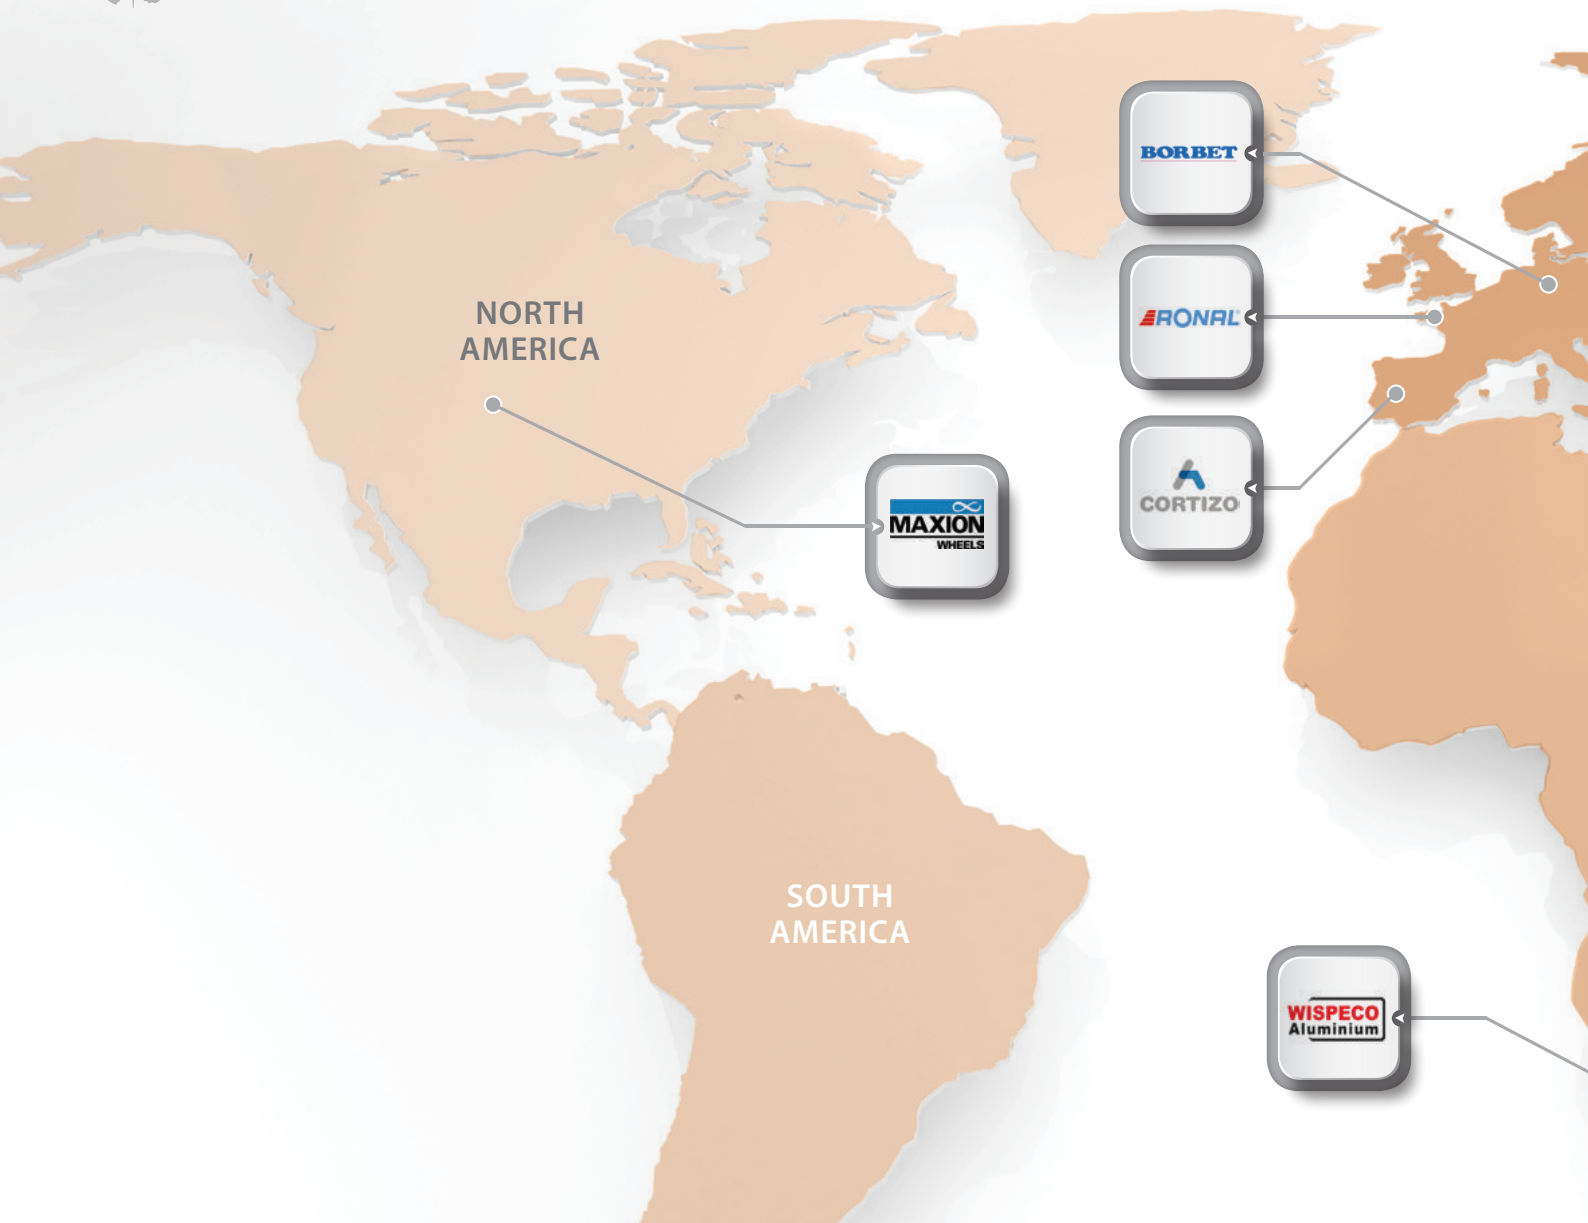 BORBET
NORTH
AMERICA
RONAL
CORTIZO
MAXION
WHEELS
SOUTH
AMERICA
WISPECO
Aluminium